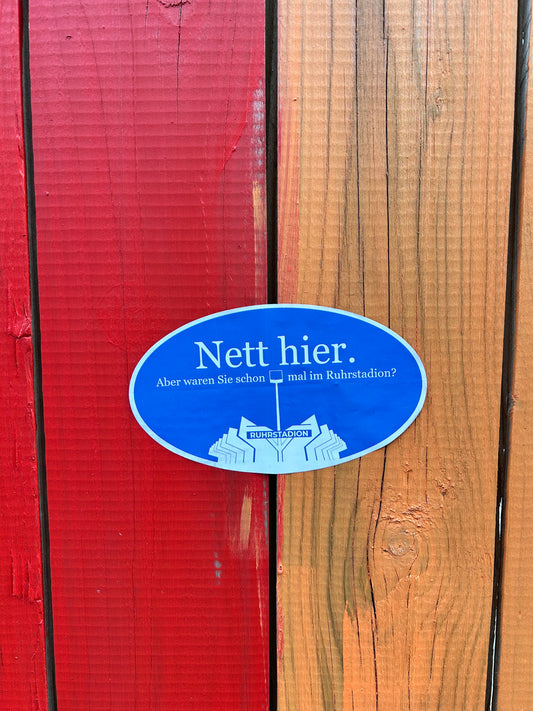 Nett hier.
Aber waren Sie schon mal im Ruhrstadion?
RUHRSTADION